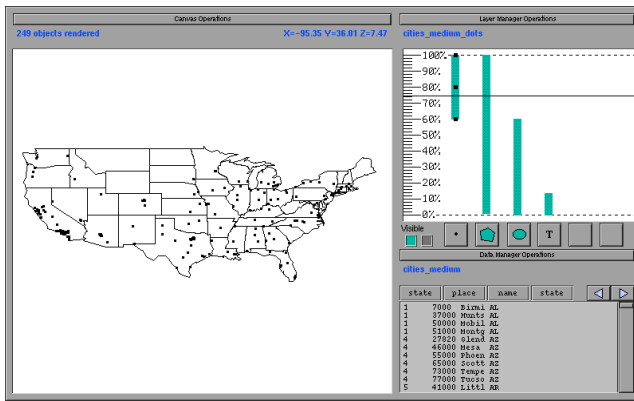 Canvas Operations
249 objects rendered
X=-95.35 Y=36.01 Z=7.47
Layer Manager Operations
cities_medium_dots
100%
90%
80%
70%
60%
50%
40%
30%
20%
10%
0%
Visible
T
Data Manager Operations
cities_medium
state place name state
1 7000 Birmi AL
1 37000 Hunts AL
1 50000 Mobil AL
1 51000 Montg AL
4 27820 Glend AZ
4 46000 Mesa AZ
4 55000 Phoen AZ
4 65000 Scott AZ
4 73000 Tempe AZ
4 77000 Tucso AZ
5 41000 Littl AR